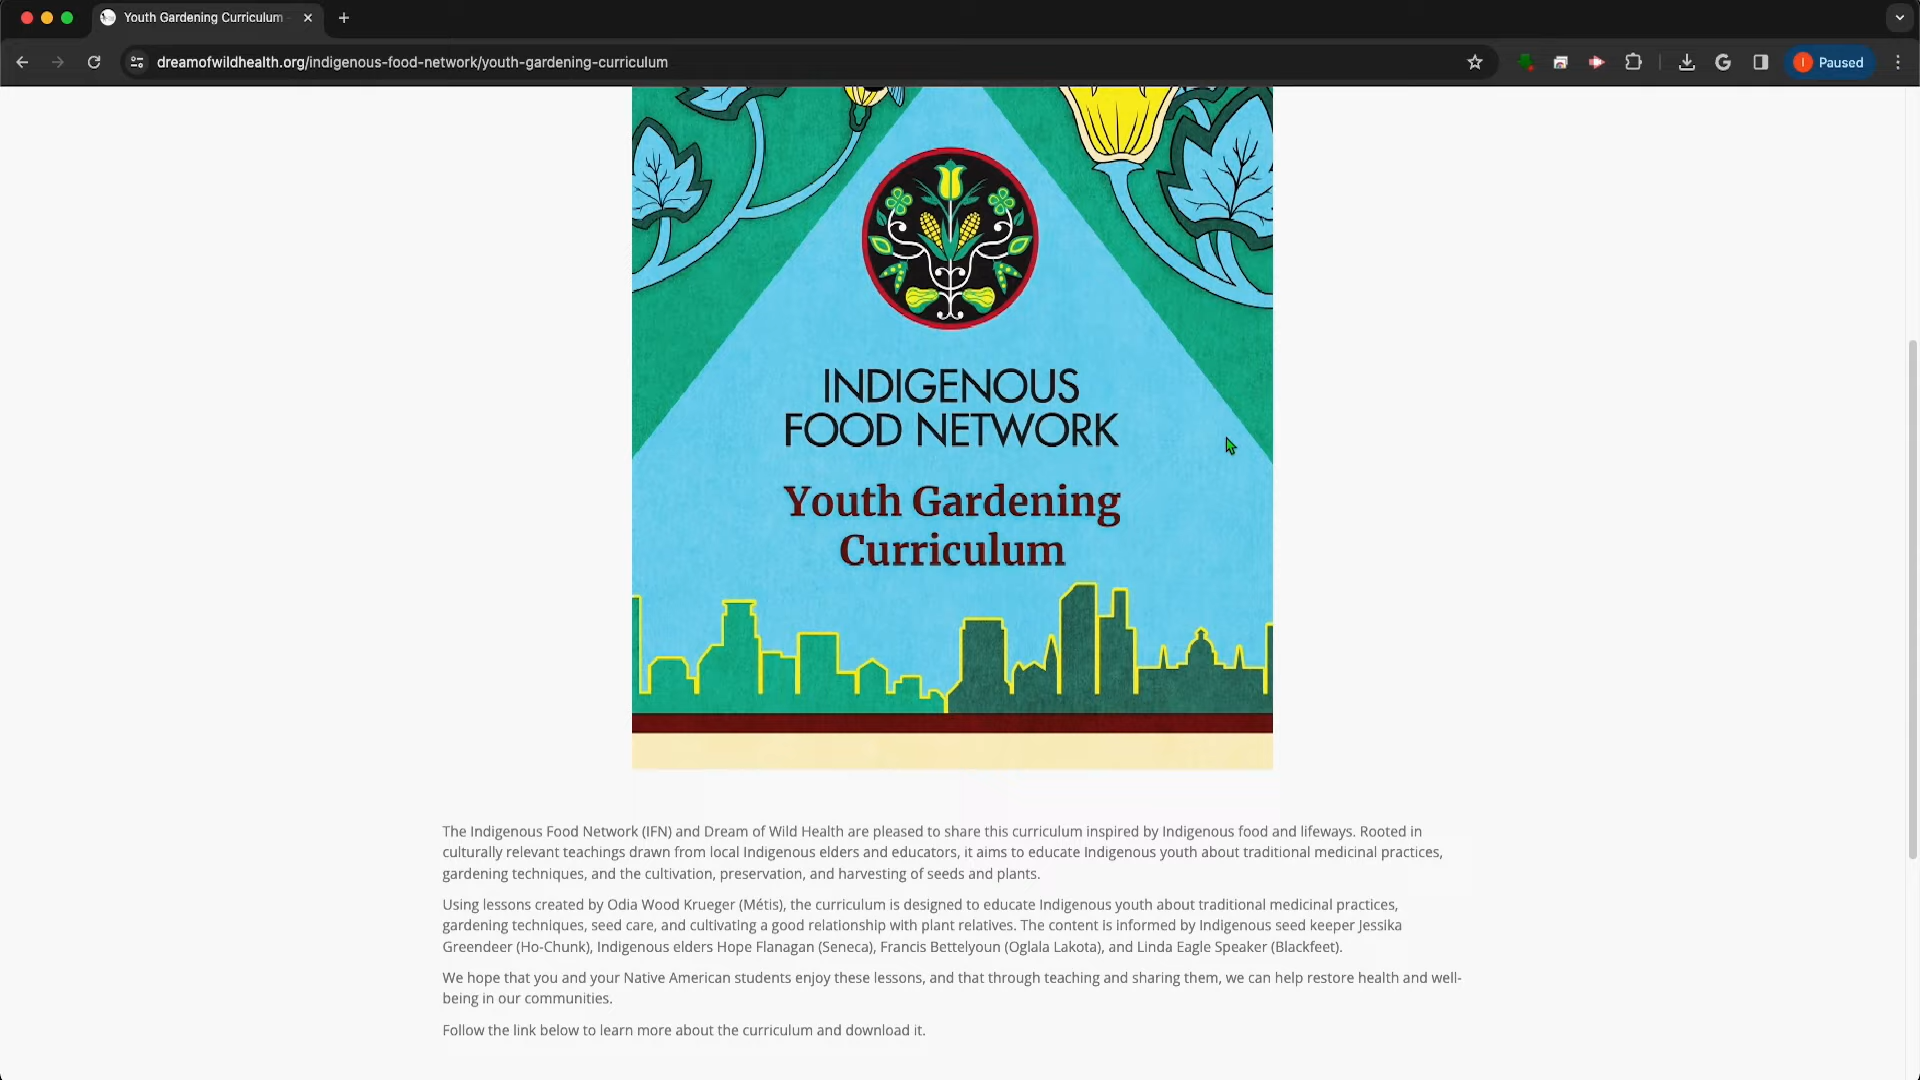 Youth Gardening Curriculum
dreamofwildhealth.org/indigenous-food-network/youth-gardening-curriculum
Paused
INDIGENOUS
FOOD NETWORK
Youth Gardening
Curriculum
The Indigenous Food Network (IFN) and Dream of Wild Health are pleased to share this curriculum inspired by Indigenous food and lifeways. Rooted in
culturally relevant teachings drawn from local Indigenous elders and educators, it aims to educate Indigenous youth about traditional medicinal practices,
gardening techniques, and the cultivation, preservation, and harvesting of seeds and plants.
Using lessons created by Odia Wood Krueger (Métis), the curriculum is designed to educate Indigenous youth about traditional medicinal practices,
gardening techniques, seed care, and cultivating a good relationship with plant relatives. The content is informed by Indigenous seed keeper Jessika
Greendeer (Ho-Chunk), Indigenous elders Hope Flanagan (Seneca), Francis Bettelyoun (Oglala Lakota), and Linda Eagle Speaker (Blackfeet).
We hope that you and your Native American students enjoy these lessons, and that through teaching and sharing them, we can help restore health and well-
being in our communities.
Follow the link below to learn more about the curriculum and download it.